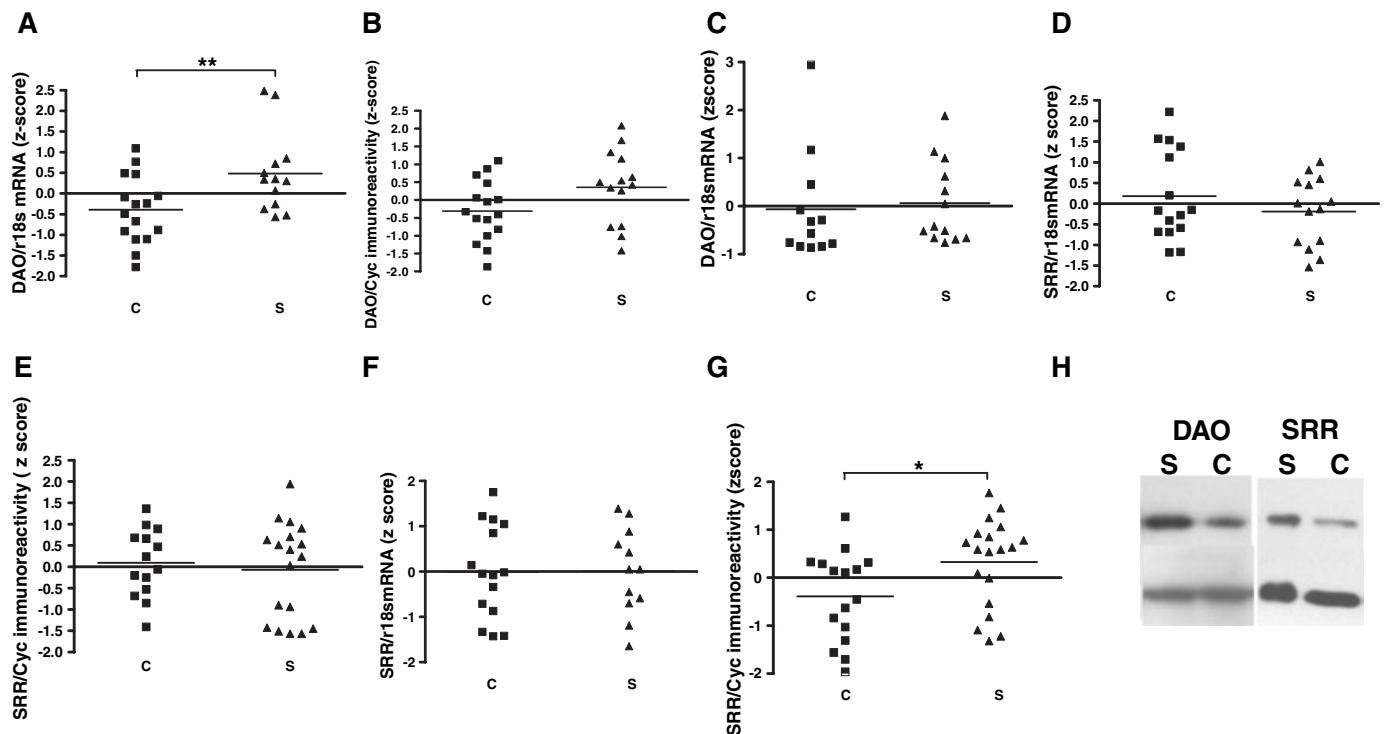 A
B
C
D
**
DAO/r18s mRNA (z-score)
2.5
2.0
1.5
1.0
0.5
0.0
-0.5
-1.0
-1.5
-2.0
C S
DAO/Cyc immunoreactivity (z-score)
2.5
2.0
1.5
1.0
0.5
0.0
-0.5
-1.0
-1.5
-2.0
C S
DAO/r18smRNA (zscore)
3
2
1
0
-1
C S
SRR/r18smRNA (z score)
2.5
2.0
1.5
1.0
0.5
0.0
-0.5
-1.0
-1.5
-2.0
C S
E
F
G
H
SRR/Cyc immunoreactivity ( z score)
2.5
2.0
1.5
1.0
0.5
0.0
-0.5
-1.0
-1.5
-2.0
C S
SRR/r18smRNA (z score)
2
1
0
-1
-2
C S
*
SRR/Cyc immunoreactivity (zscore)
2
1
0
-1
-2
C S
DAO SRR
S C S C